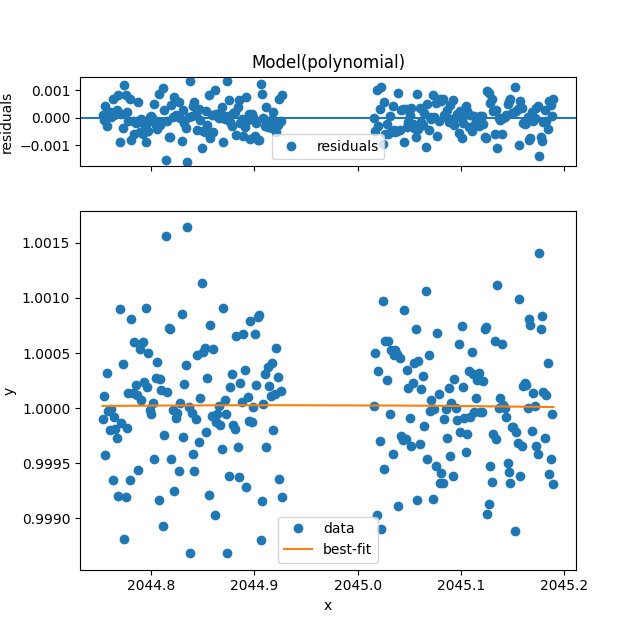 Model(polynomial)
residuals
0.001
0.000
−0.001
residuals
y
1.0015
1.0010
1.0005
1.0000
0.9995
0.9990
data
best-fit
2044.8
2044.9
2045.0
2045.1
2045.2
x